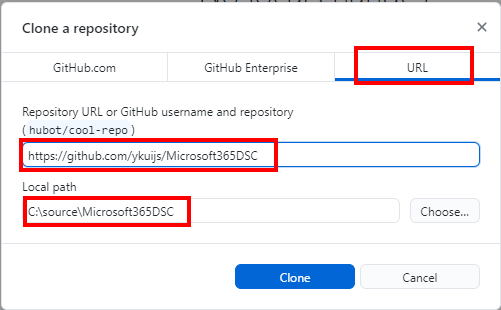 Clone a repository
GitHub.com
GitHub Enterprise
URL
Repository URL or GitHub username and repository
(hubot/cool-repo)
https://github.com/ykuijs/Microsoft365DSC
Local path
C:\source\Microsoft365DSC
Choose...
Clone
Cancel